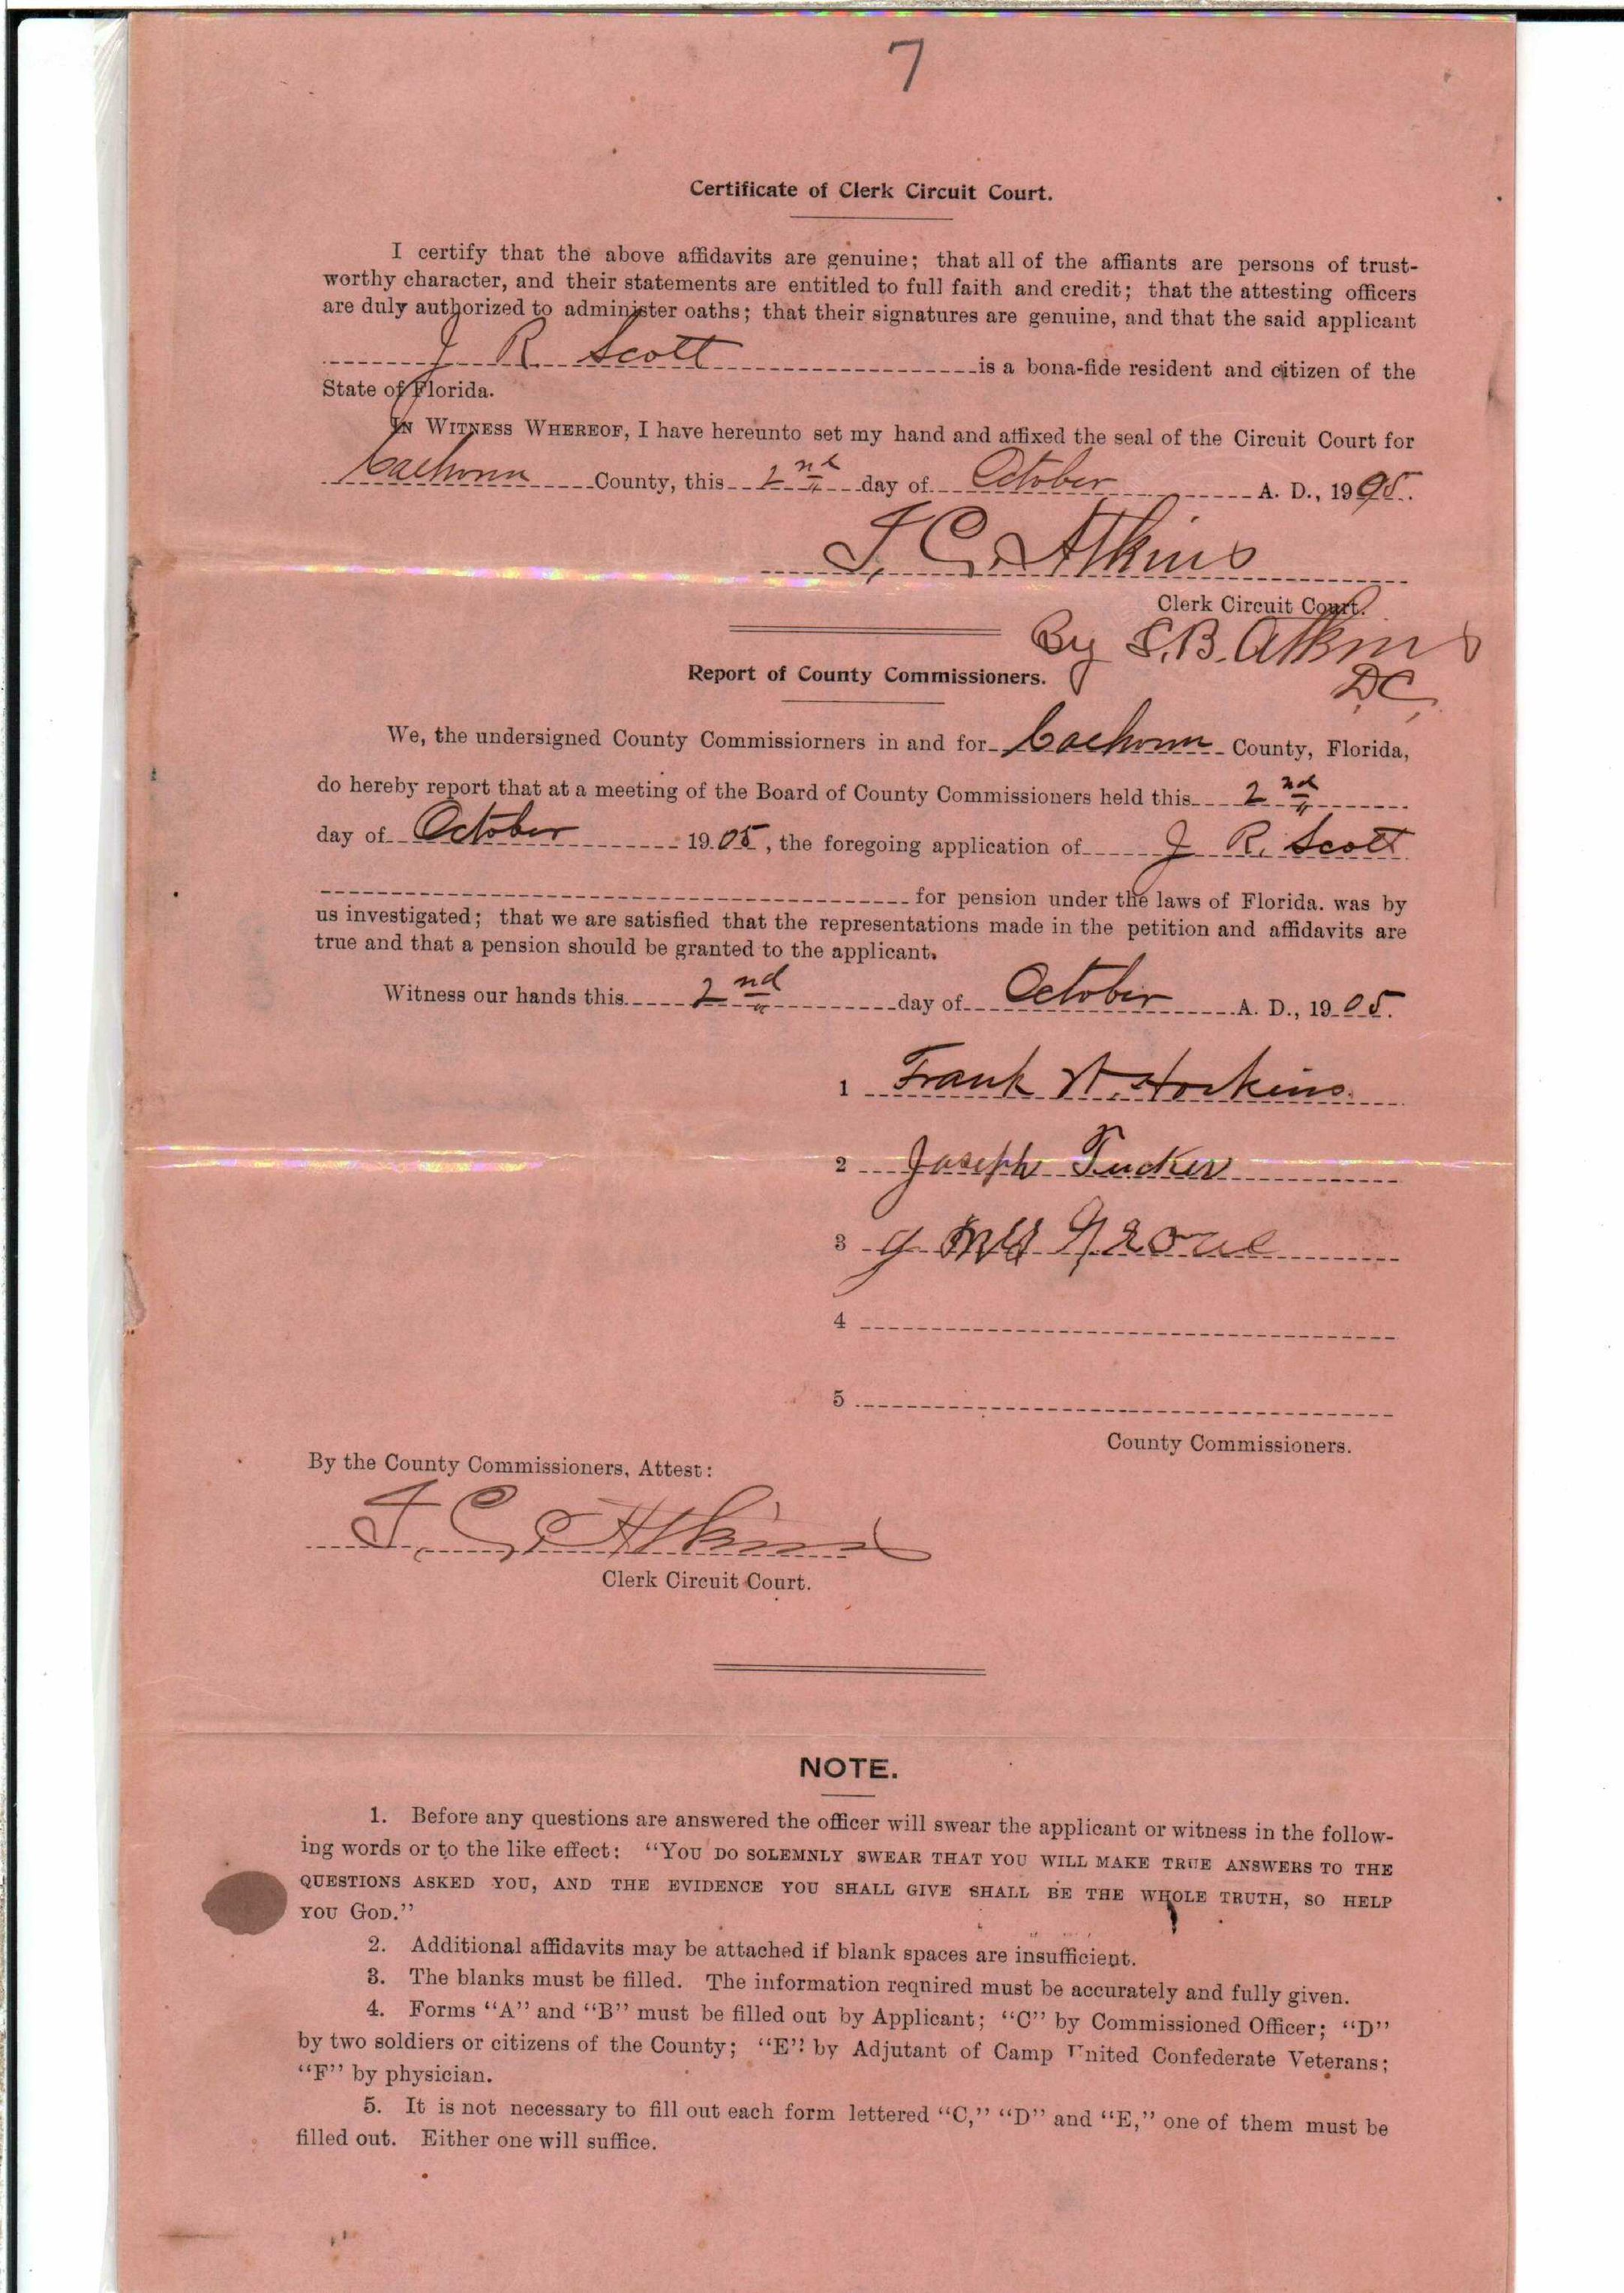 7
Certificate of Clerk Circuit Court.
I certify that the above affidavits are genuine; that all of the affiants are persons of trust-
worthy character, and their statements are entitled to full faith and credit; that the attesting officers
are duly authorized to administer oaths; that their signatures are genuine, and that the said applicant
J R. Scott is a bona-fide resident and citizen of the
State of Florida.
IN WITNESS WHEREOF, I have hereunto set my hand and affixed the seal of the Circuit Court for
Calhoun County, this 2nd day of October A. D., 1905.
Atkins
Clerk Circuit Court.
By S.B. Atkins
D.C.
Report of County Commissioners.
We, the undersigned County Commissiorners in and for Calhoun County, Florida,
do hereby report that at a meeting of the Board of County Commissioners held this 2nd
day of October 1905, the foregoing application of J R. Scott
for pension under the laws of Florida. was by
us investigated; that we are satisfied that the representations made in the petition and affidavits are
true and that a pension should be granted to the applicant.
Witness our hands this 2nd day of October A. D., 1905.
1 Frank
2 Joseph Tucker
3
4
5
County Commissioners.
By the County Commissioners, Attest:
Atkins
Clerk Circuit Court.
NOTE.
1. Before any questions are answered the officer will swear the applicant or witness in the follow-
ing words or to the like effect: "YOU DO SOLEMNLY SWEAR THAT YOU WILL MAKE TRUE ANSWERS TO THE
QUESTIONS ASKED YOU, AND THE EVIDENCE YOU SHALL GIVE SHALL BE THE WHOLE TRUTH, SO HELP
YOU GOD."
2. Additional affidavits may be attached if blank spaces are insufficient.
3. The blanks must be filled. The information required must be accurately and fully given.
4. Forms "A" and "B" must be filled out by Applicant; "C" by Commissioned Officer; "D"
by two soldiers or citizens of the County; "E" by Adjutant of Camp United Confederate Veterans;
"F" by physician.
5. It is not necessary to fill out each form lettered "C," "D" and "E," one of them must be
filled out. Either one will suffice.